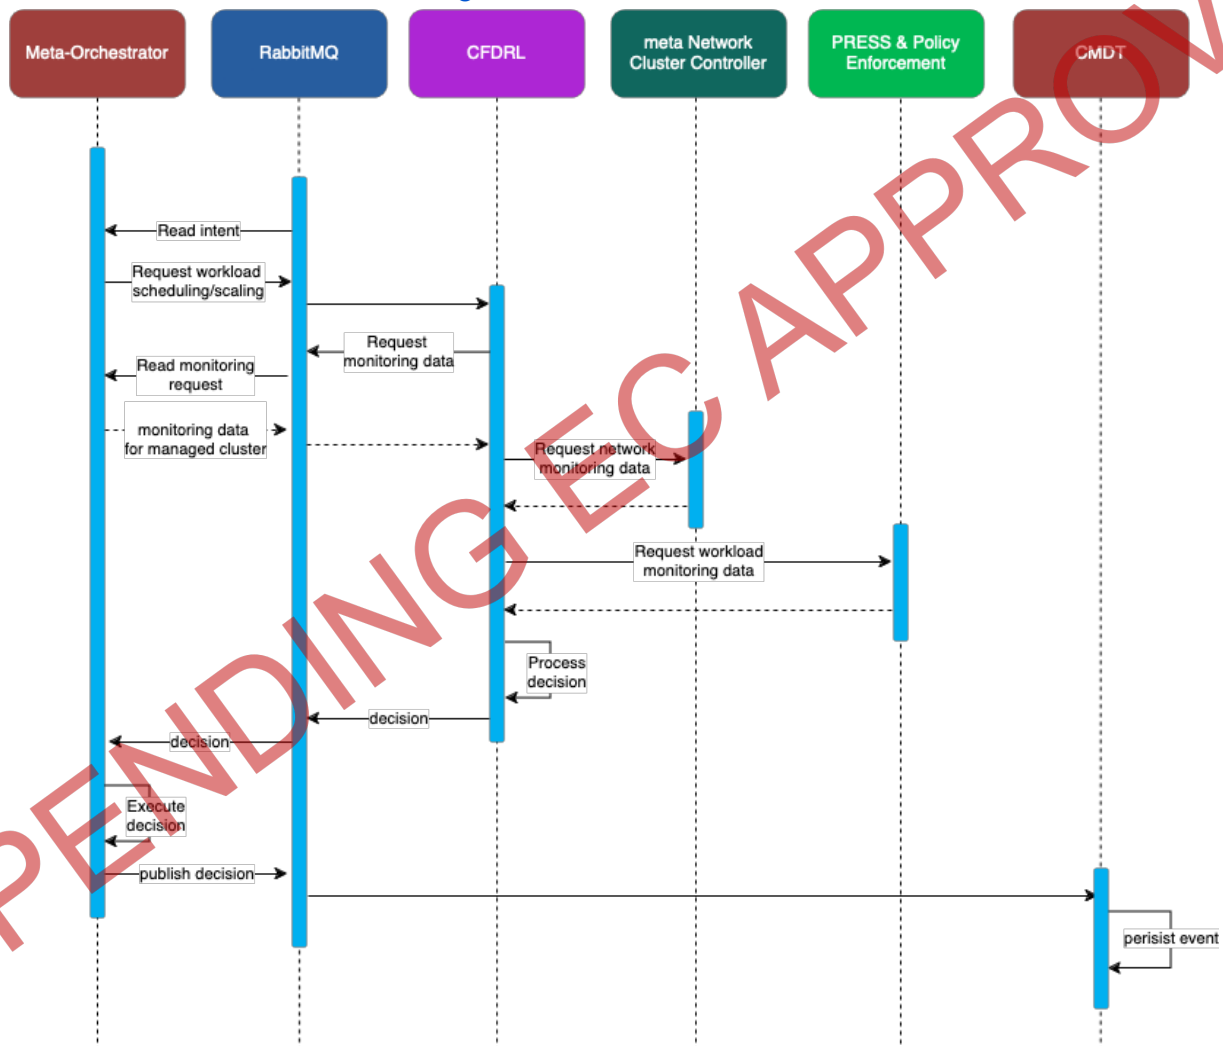 Meta-Orchestrator
RabbitMQ
CFDRL
meta Network
Cluster Controller
PRESS & Policy
Enforcement
CMDT
Read intent
Request workload
scheduling/scaling
Request
monitoring data
Read monitoring
request
monitoring data
for managed cluster
Request network
monitoring data
Request workload
monitoring data
Process
decision
decision
decision
Execute
decision
publish decision
perisist event
PENDING EC APPROV